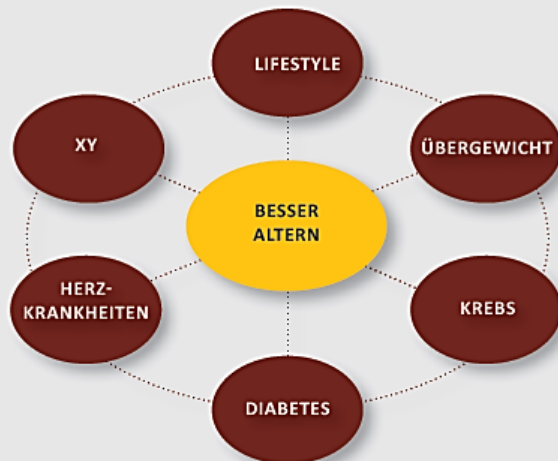 LIFESTYLE
XY
ÜBERGEWICHT
BESSER
ALTERN
HERZ-
KRANKHEITEN
KREBS
DIABETES